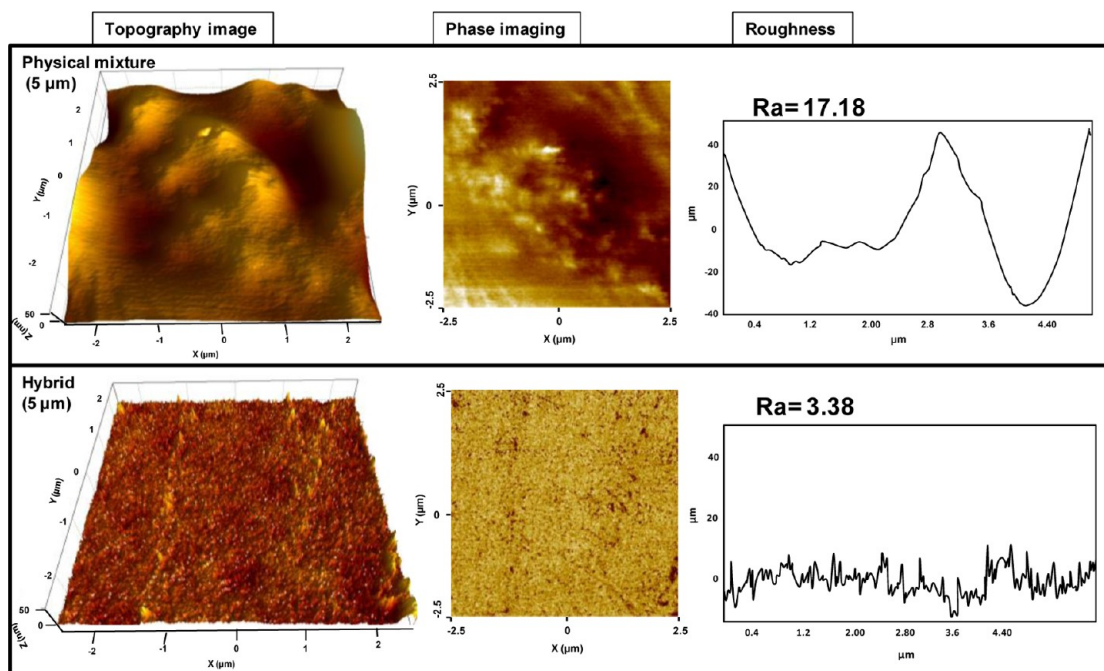 Topography image
Phase imaging
Roughness
Physical mixture
(5 µm)
2
1
0
-1
-2
Y(µm)
50
0
Z(nm)
-2
-1
0
1
2
X (µm)
2.5
0
-2.5
Y (µm)
-2.5
0
2.5
X (µm)
Ra= 17.18
40
20
0
-20
-40
µm
0.4
1.2
2.00
2.8
3.6
4.40
µm
Hybrid
(5 µm)
2
1
0
-1
-2
Y (µm)
50
0
Z(nm)
-2
-1
0
1
2
X (µm)
2.5
0
-2.5
Y (µm)
-2.5
0
2.5
X (µm)
Ra= 3.38
40
20
0
µm
0.4
1.2
2.00
2.8
3.6
4.40
µm